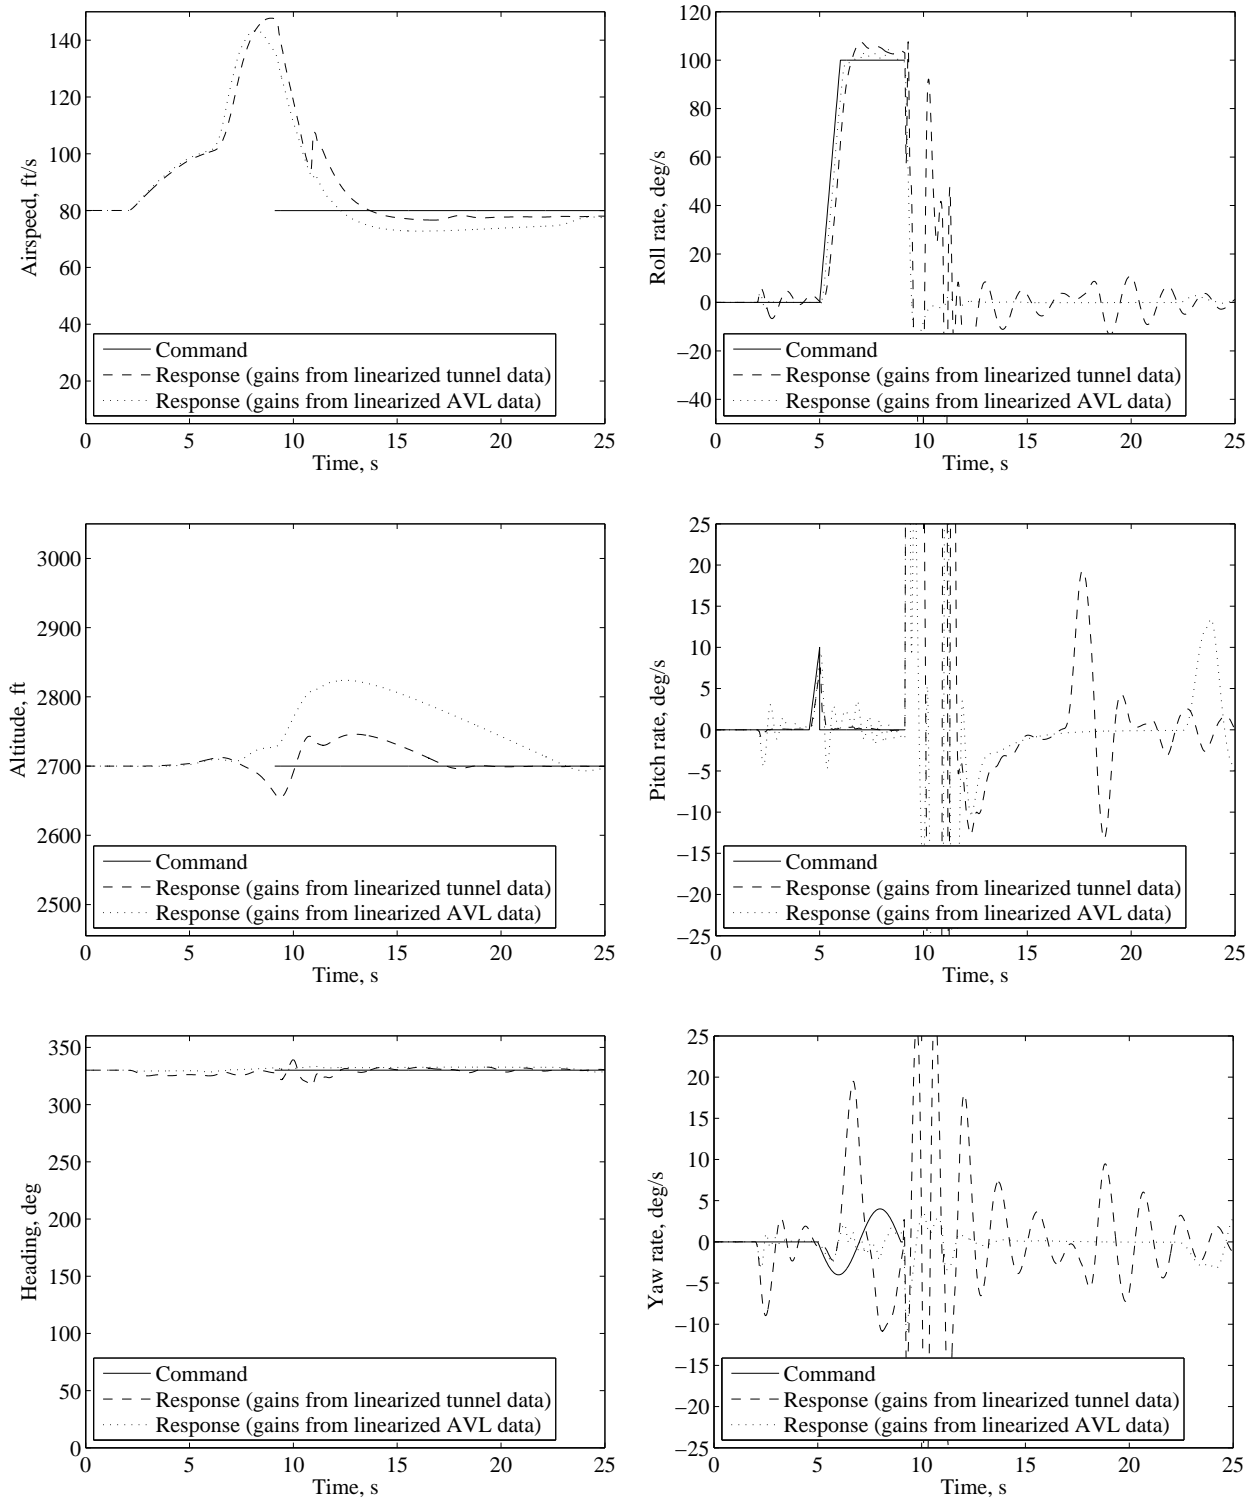 140
120
100
80
60
40
20
Airspeed, ft/s
Command
Response (gains from linearized tunnel data)
Response (gains from linearized AVL data)
0 5 10 15 20 25
Time, s
120
100
80
60
40
20
0
−20
−40
Roll rate, deg/s
Command
Response (gains from linearized tunnel data)
Response (gains from linearized AVL data)
0 5 10 15 20 25
Time, s
3000
2900
2800
2700
2600
2500
Altitude, ft
Command
Response (gains from linearized tunnel data)
Response (gains from linearized AVL data)
0 5 10 15 20 25
Time, s
25
20
15
10
5
0
−5
−10
−15
−20
−25
Pitch rate, deg/s
Command
Response (gains from linearized tunnel data)
Response (gains from linearized AVL data)
0 5 10 15 20 25
Time, s
350
300
250
200
150
100
50
0
Heading, deg
Command
Response (gains from linearized tunnel data)
Response (gains from linearized AVL data)
0 5 10 15 20 25
Time, s
25
20
15
10
5
0
−5
−10
−15
−20
−25
Yaw rate, deg/s
Command
Response (gains from linearized tunnel data)
Response (gains from linearized AVL data)
0 5 10 15 20 25
Time, s